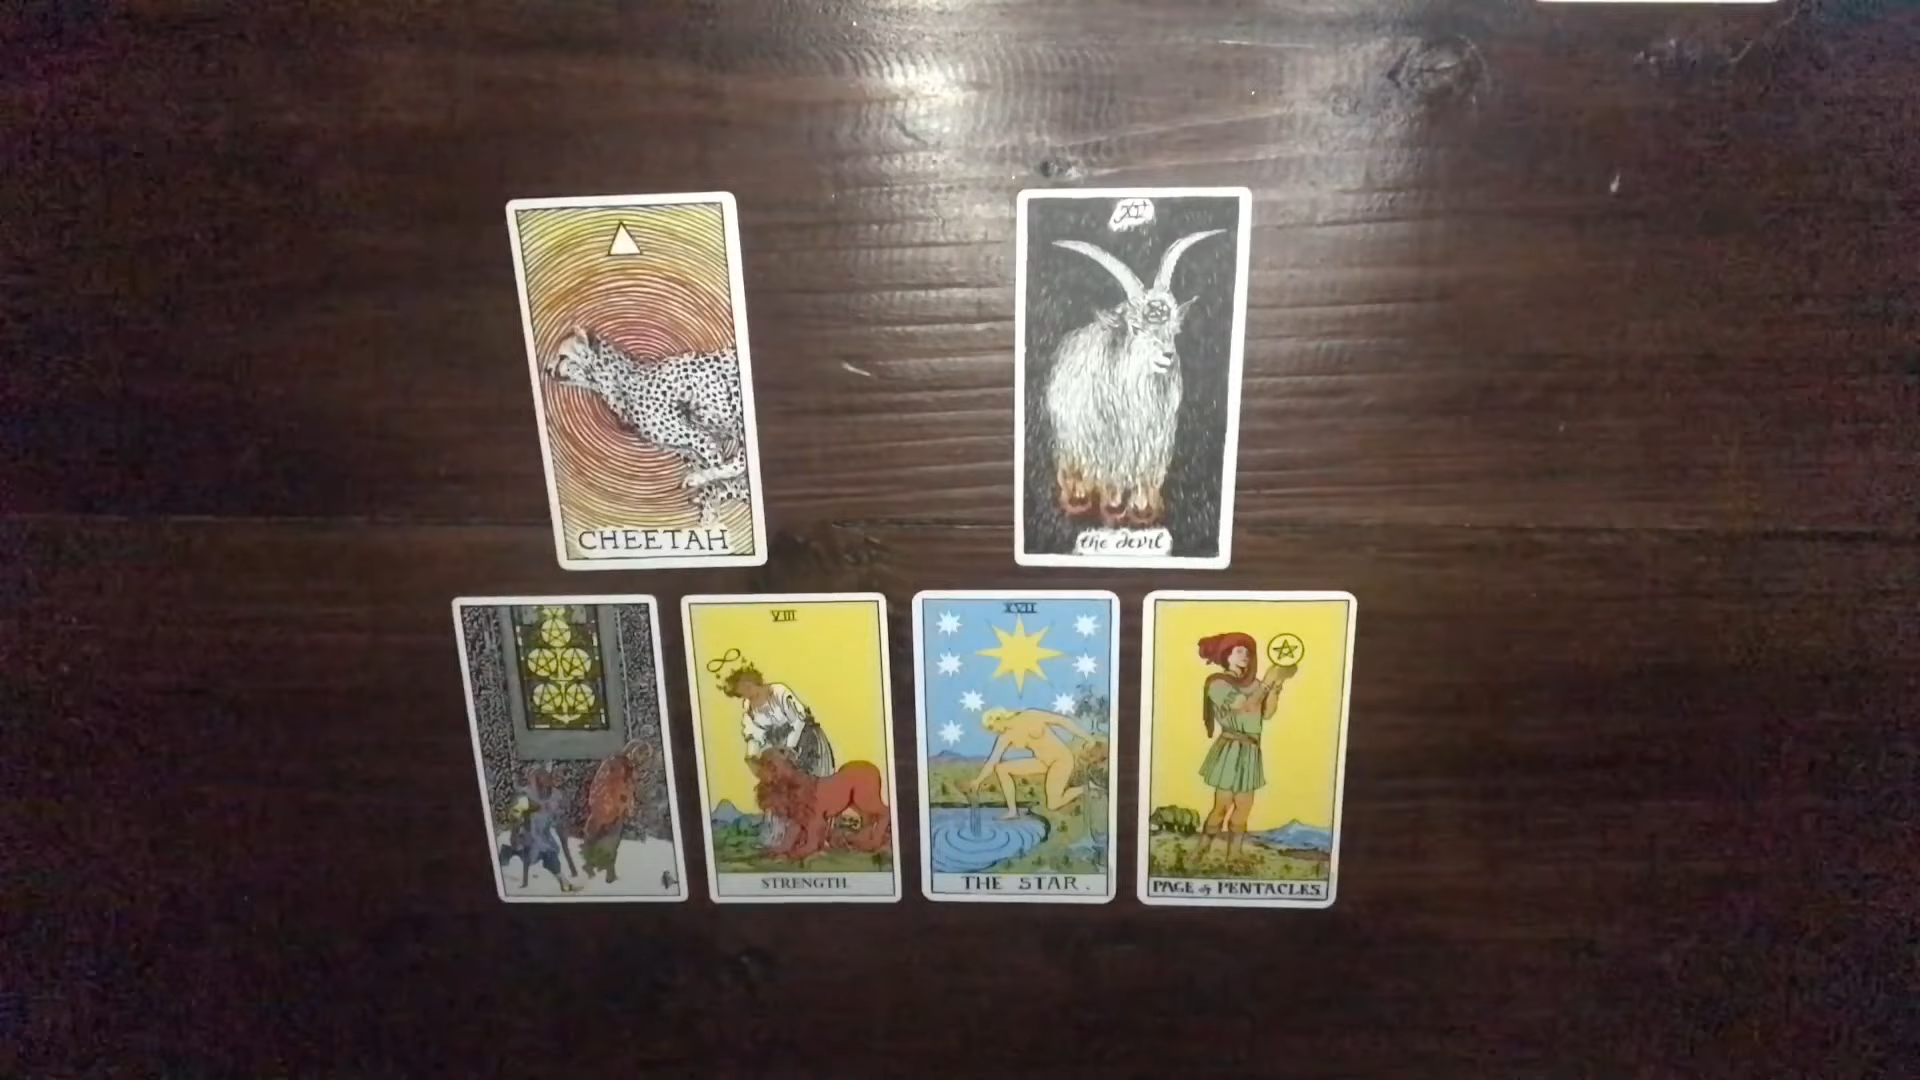 CHEETAH
the devil
VIII
STRENGTH.
XVII
THE STAR.
PAGE of PENTACLES.